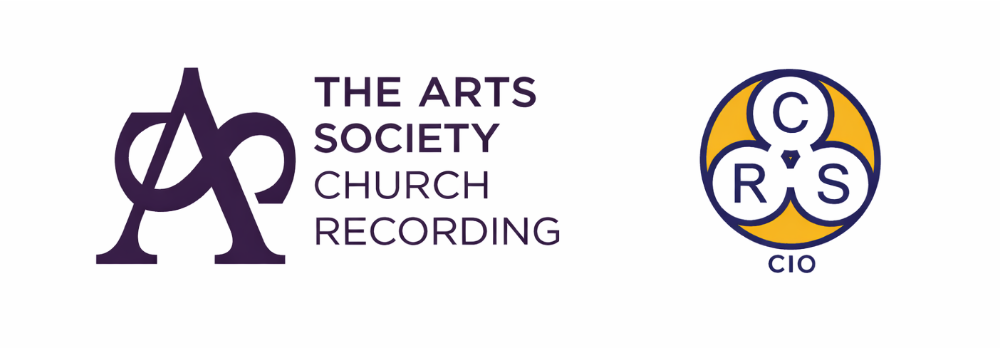 THE ARTS
SOCIETY
CHURCH
RECORDING
C
R S
CIO